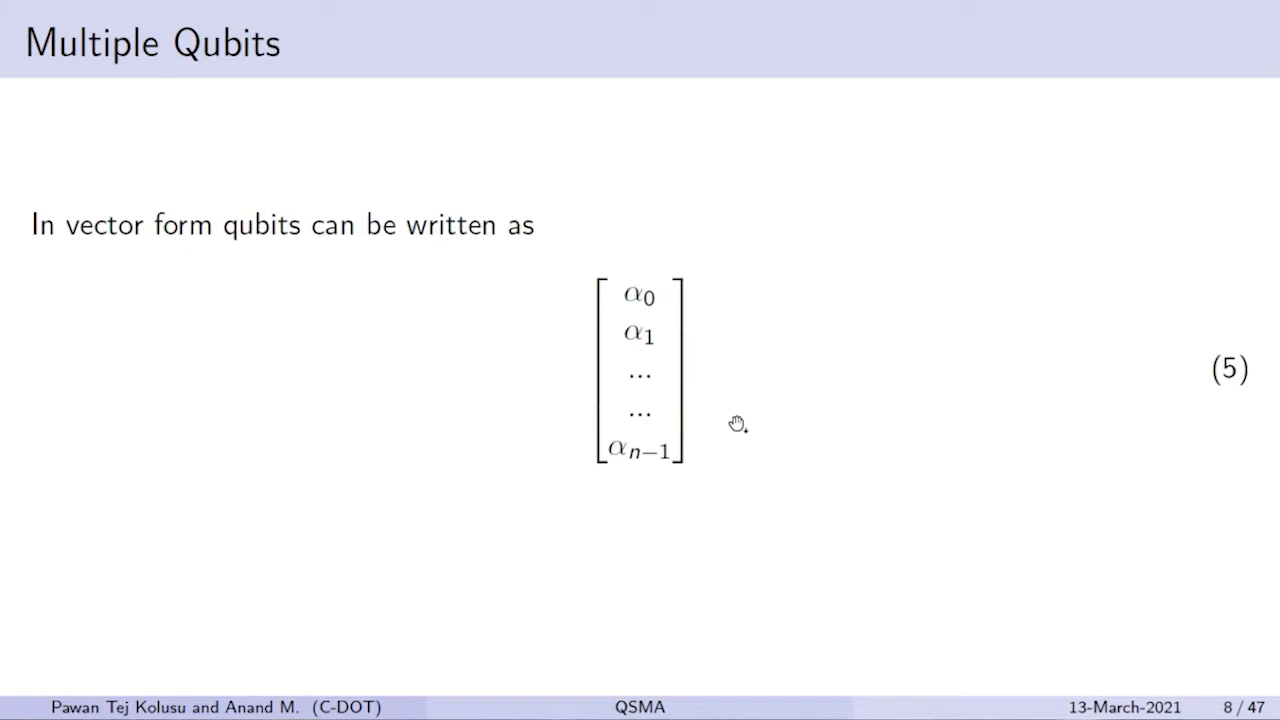 Multiple Qubits
In vector form qubits can be written as
α₀
α₁
...
...
αₙ₋₁
(5)
Pawan Tej Kolusu and Anand M. (C-DOT) QSMA 13-March-2021 8 / 47